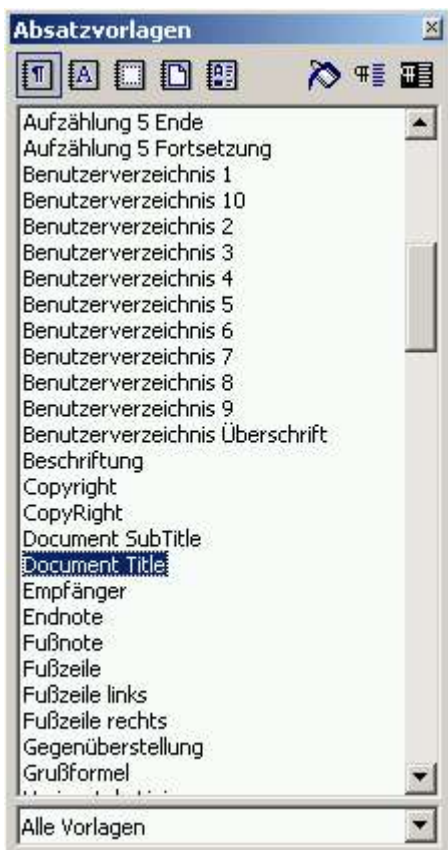 Absatzvorlagen
Aufzählung 5 Ende
Aufzählung 5 Fortsetzung
Benutzerverzeichnis 1
Benutzerverzeichnis 10
Benutzerverzeichnis 2
Benutzerverzeichnis 3
Benutzerverzeichnis 4
Benutzerverzeichnis 5
Benutzerverzeichnis 6
Benutzerverzeichnis 7
Benutzerverzeichnis 8
Benutzerverzeichnis 9
Benutzerverzeichnis Überschrift
Beschriftung
Copyright
CopyRight
Document SubTitle
Document Title
Empfänger
Endnote
Fußnote
Fußzeile
Fußzeile links
Fußzeile rechts
Gegenüberstellung
Grußformel
Alle Vorlagen